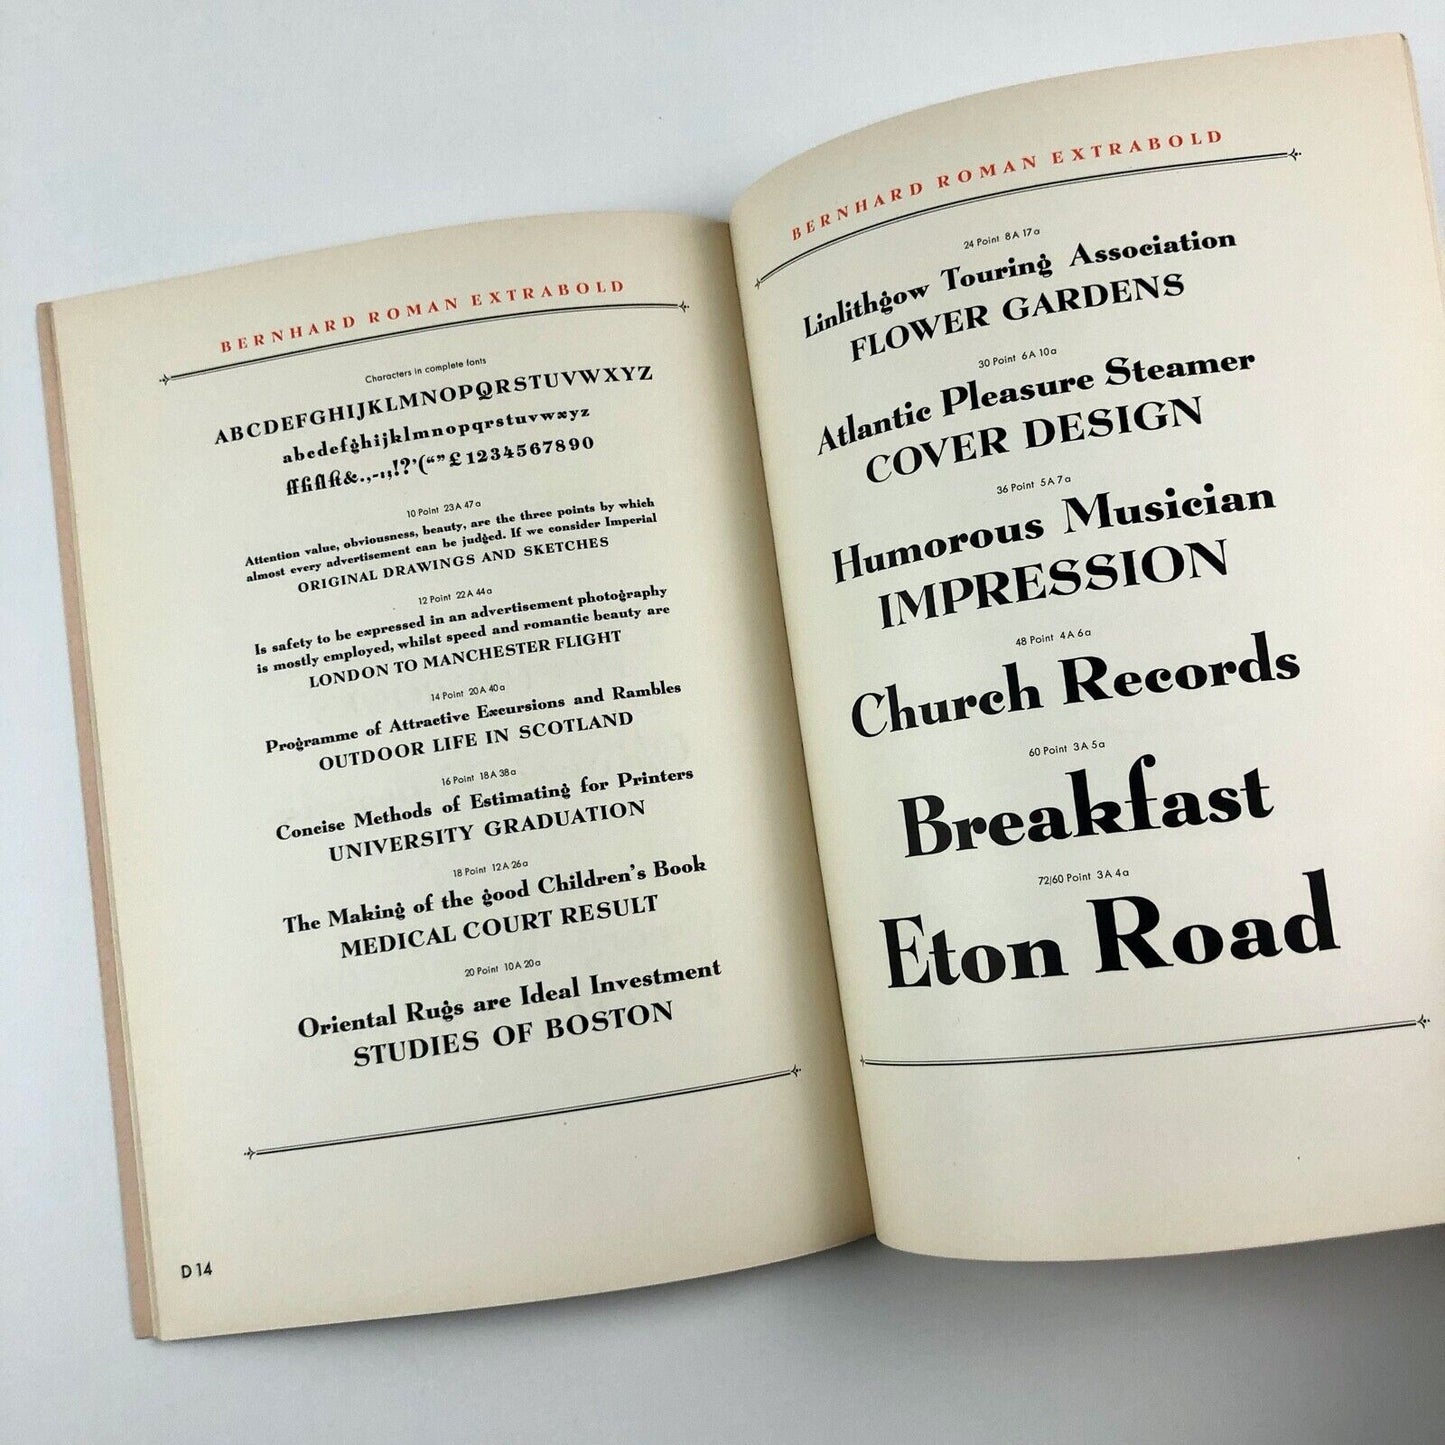 BERNHARD ROMAN EXTRABOLD
Characters in complete fonts
ABCDEFGHIJKLMNOPQRSTUVWXYZ
abcdefghijklmnopqrstuvwxyz
&.,-:;!?'(“”£1234567890
10 Point 23A 47a
Attention value, obviousness, beauty, are the three points by which
almost every advertisement can be judged. If we consider Imperial
ORIGINAL DRAWINGS AND SKETCHES
12 Point 22A 44a
Is safety to be expressed in an advertisement photography
is mostly employed, whilst speed and romantic beauty are
LONDON TO MANCHESTER FLIGHT
14 Point 20A 40a
Programme of Attractive Excursions and Rambles
OUTDOOR LIFE IN SCOTLAND
16 Point 18A 38a
Concise Methods of Estimating for Printers
UNIVERSITY GRADUATION
18 Point 12A 26a
The Making of the good Children's Book
MEDICAL COURT RESULT
20 Point 10A 20a
Oriental Rugs are Ideal Investment
STUDIES OF BOSTON
D 14
BERNHARD ROMAN EXTRABOLD
24 Point 8A 17a
Linlithgow Touring Association
FLOWER GARDENS
30 Point 6A 10a
Atlantic Pleasure Steamer
COVER DESIGN
36 Point 5A 7a
Humorous Musician
IMPRESSION
48 Point 4A 6a
Church Records
60 Point 3A 5a
Breakfast
72/60 Point 3A 4a
Eton Road